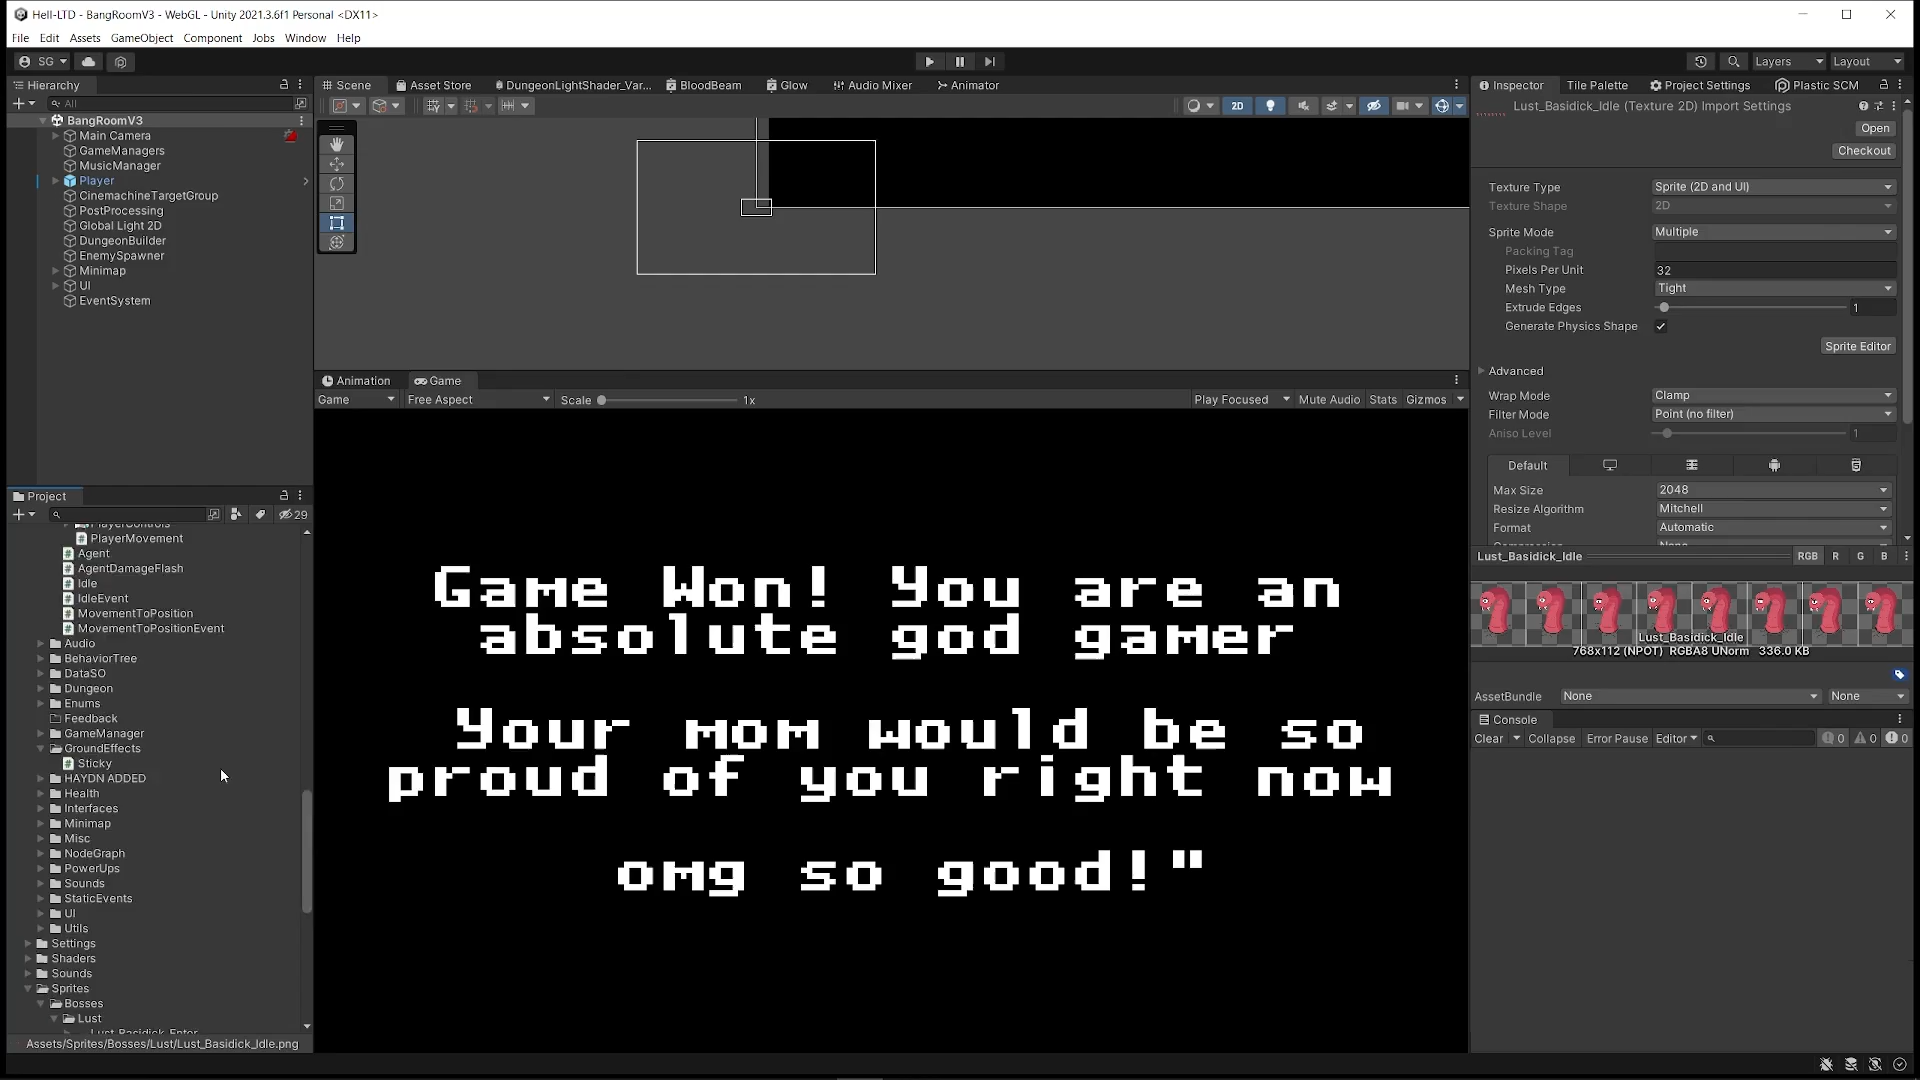 Hell-LTD - BangRoomV3 - WebGL - Unity 2021.3.6f1 Personal <DX11>
File Edit Assets GameObject Component Jobs Window Help
SG Layers Layout
Hierarchy
All
BangRoomV3
Main Camera
GameManagers
MusicManager
Player
CinemachineTargetGroup
PostProcessing
Global Light 2D
DungeonBuilder
EnemySpawner
Minimap
UI
EventSystem
Scene Asset Store DungeonLightShader_Var... BloodBeam Glow Audio Mixer Animator
2D
Animation Game
Game Free Aspect Scale 1x Play Focused Mute Audio Stats Gizmos
Game Won! You are an
absolute god gamer
Your mom would be so
proud of you right now
omg so good!"
Project
29
PlayerControls
PlayerMovement
Agent
AgentDamageFlash
Idle
IdleEvent
MovementToPosition
MovementToPositionEvent
Audio
BehaviorTree
DataSO
Dungeon
Enums
Feedback
GameManager
GroundEffects
Sticky
HAYDN ADDED
Health
Interfaces
Minimap
Misc
NodeGraph
PowerUps
Sounds
StaticEvents
UI
Utils
Settings
Shaders
Sounds
Sprites
Bosses
Lust
Lust_Basidick_Enter
Assets/Sprites/Bosses/Lust/Lust_Basidick_Idle.png
Inspector Tile Palette Project Settings Plastic SCM
Lust_Basidick_Idle (Texture 2D) Import Settings
Open
Checkout
Texture Type Sprite (2D and UI)
Texture Shape 2D
Sprite Mode Multiple
Packing Tag
Pixels Per Unit 32
Mesh Type Tight
Extrude Edges 1
Generate Physics Shape
Sprite Editor
Advanced
Wrap Mode Clamp
Filter Mode Point (no filter)
Aniso Level 1
Default
Max Size 2048
Resize Algorithm Mitchell
Format Automatic
Lust_Basidick_Idle RGB R G B
Lust_Basidick_Idle
768x112 (NPOT) RGBA8 UNorm 336.0 KB
AssetBundle None None
Console
Clear Collapse Error Pause Editor 0 0 0